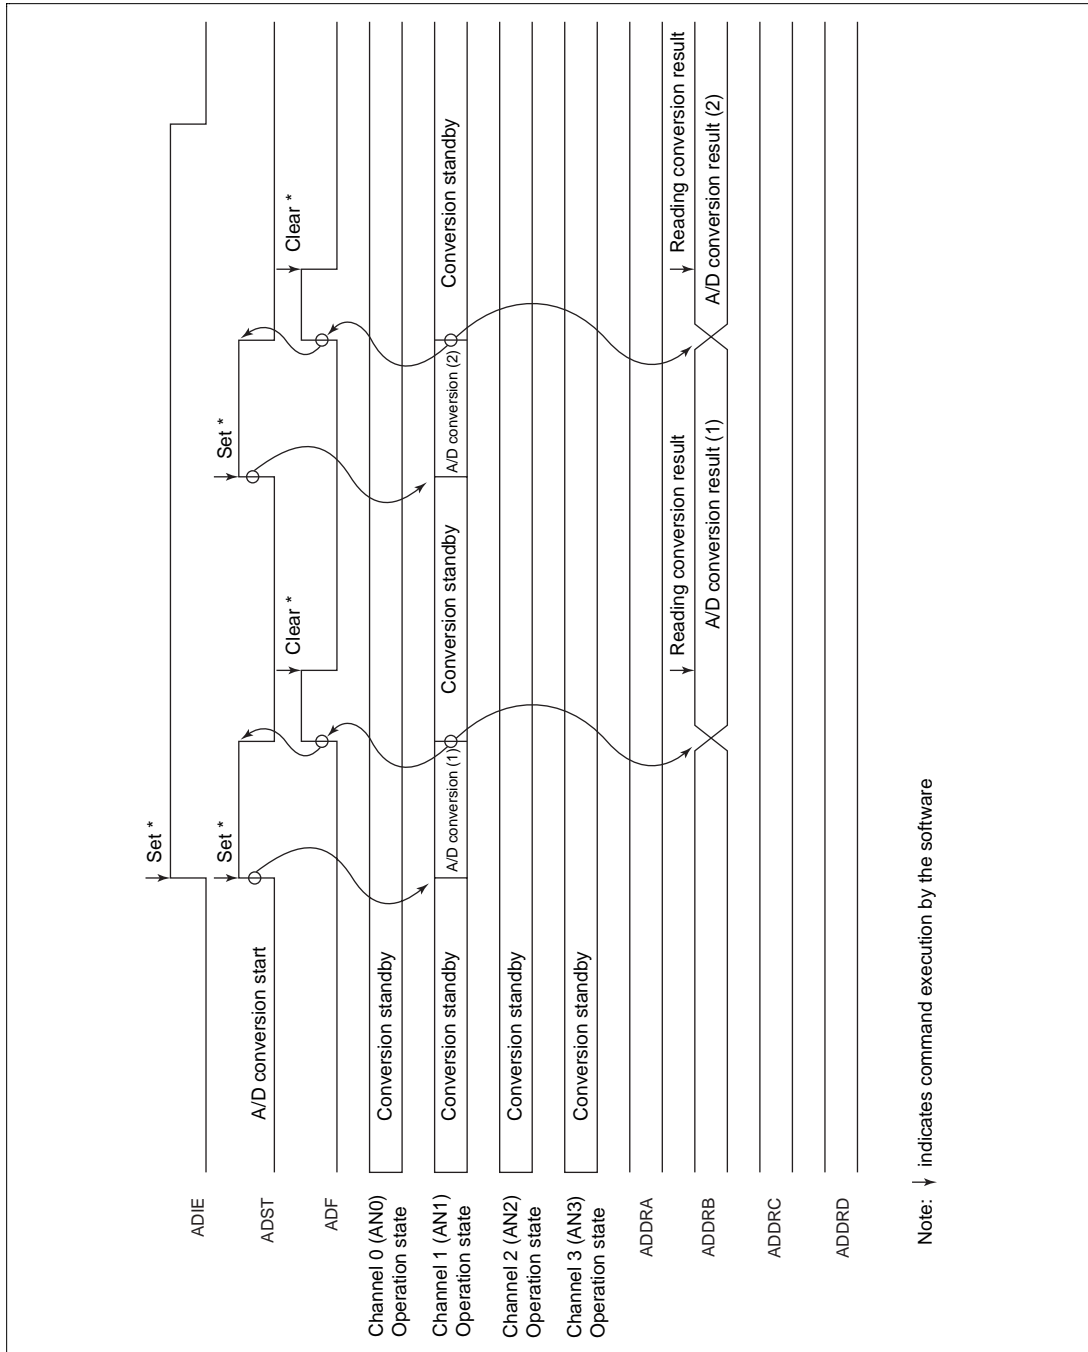 ADIE
Set *
ADST
A/D conversion start
Set *
Set *
ADF
Clear *
Clear *
Channel 0 (AN0)
Operation state
Conversion standby
Channel 1 (AN1)
Operation state
Conversion standby
A/D conversion (1)
Conversion standby
A/D conversion (2)
Conversion standby
Channel 2 (AN2)
Operation state
Conversion standby
Channel 3 (AN3)
Operation state
Conversion standby
ADDRA
Reading conversion result
Reading conversion result
ADDRB
A/D conversion result (1)
A/D conversion result (2)
ADDRC
ADDRD
Note: ↓ indicates command execution by the software